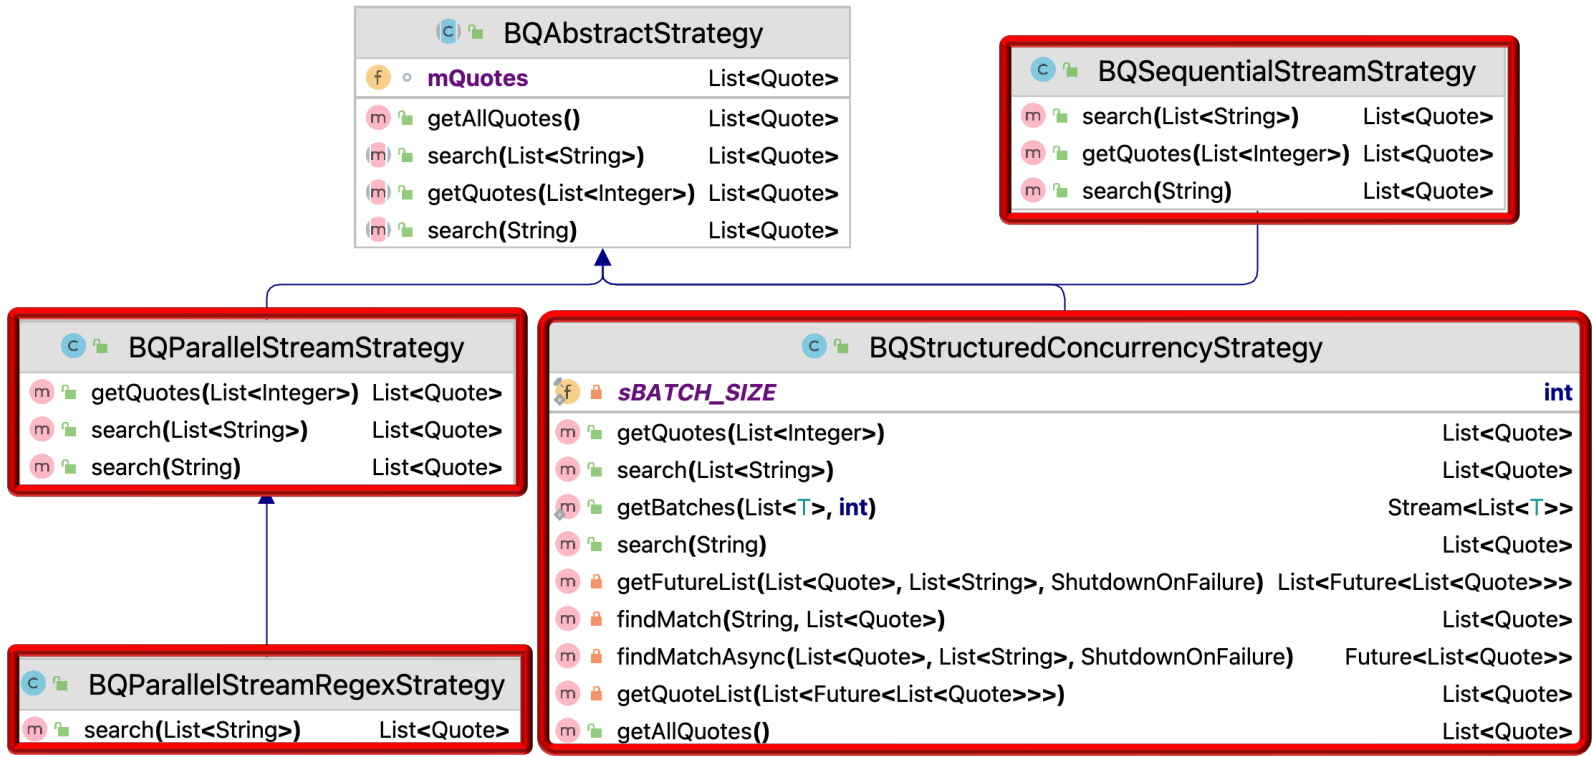 BQAbstractStrategy
mQuotes List<Quote>
getAllQuotes() List<Quote>
search(List<String>) List<Quote>
getQuotes(List<Integer>) List<Quote>
search(String) List<Quote>
BQSequentialStreamStrategy
search(List<String>) List<Quote>
getQuotes(List<Integer>) List<Quote>
search(String) List<Quote>
BQParallelStreamStrategy
getQuotes(List<Integer>) List<Quote>
search(List<String>) List<Quote>
search(String) List<Quote>
BQStructuredConcurrencyStrategy
sBATCH_SIZE int
getQuotes(List<Integer>) List<Quote>
search(List<String>) List<Quote>
getBatches(List<T>, int) Stream<List<T>>
search(String) List<Quote>
getFutureList(List<Quote>, List<String>, ShutdownOnFailure) List<Future<List<Quote>>>
findMatch(String, List<Quote>) List<Quote>
findMatchAsync(List<Quote>, List<String>, ShutdownOnFailure) Future<List<Quote>>
getQuoteList(List<Future<List<Quote>>>) List<Quote>
getAllQuotes() List<Quote>
BQParallelStreamRegexStrategy
search(List<String>) List<Quote>